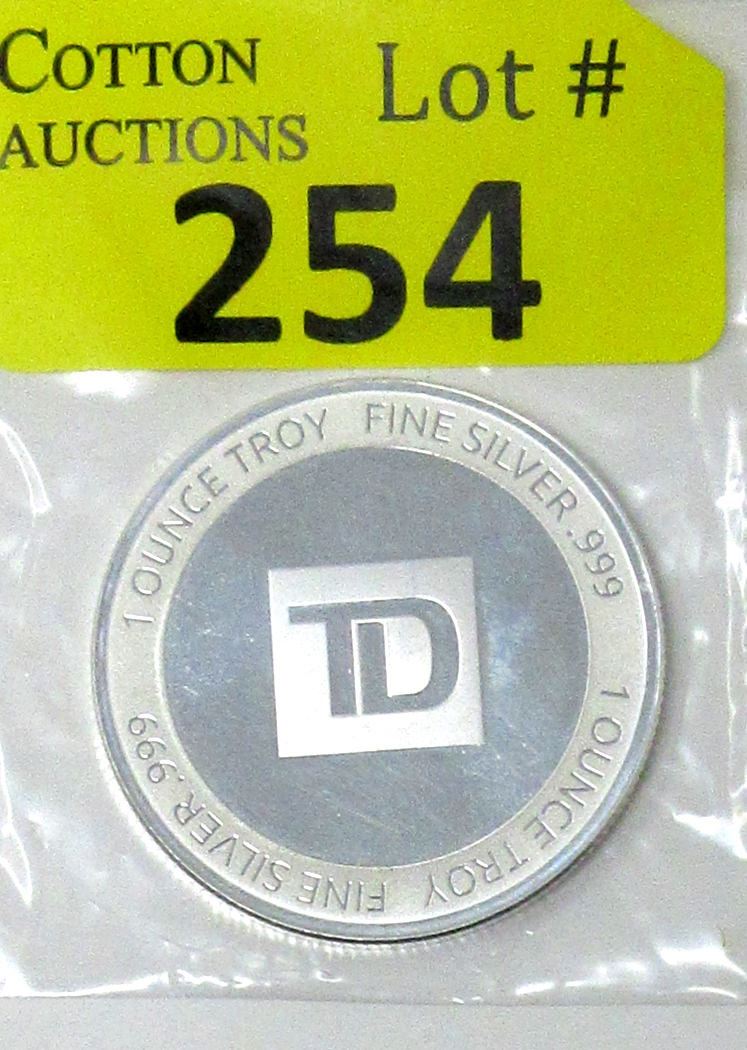 COTTON
AUCTIONS
Lot #
254
1 OUNCE TROY FINE SILVER .999
1 OUNCE TROY FINE SILVER .999
TD